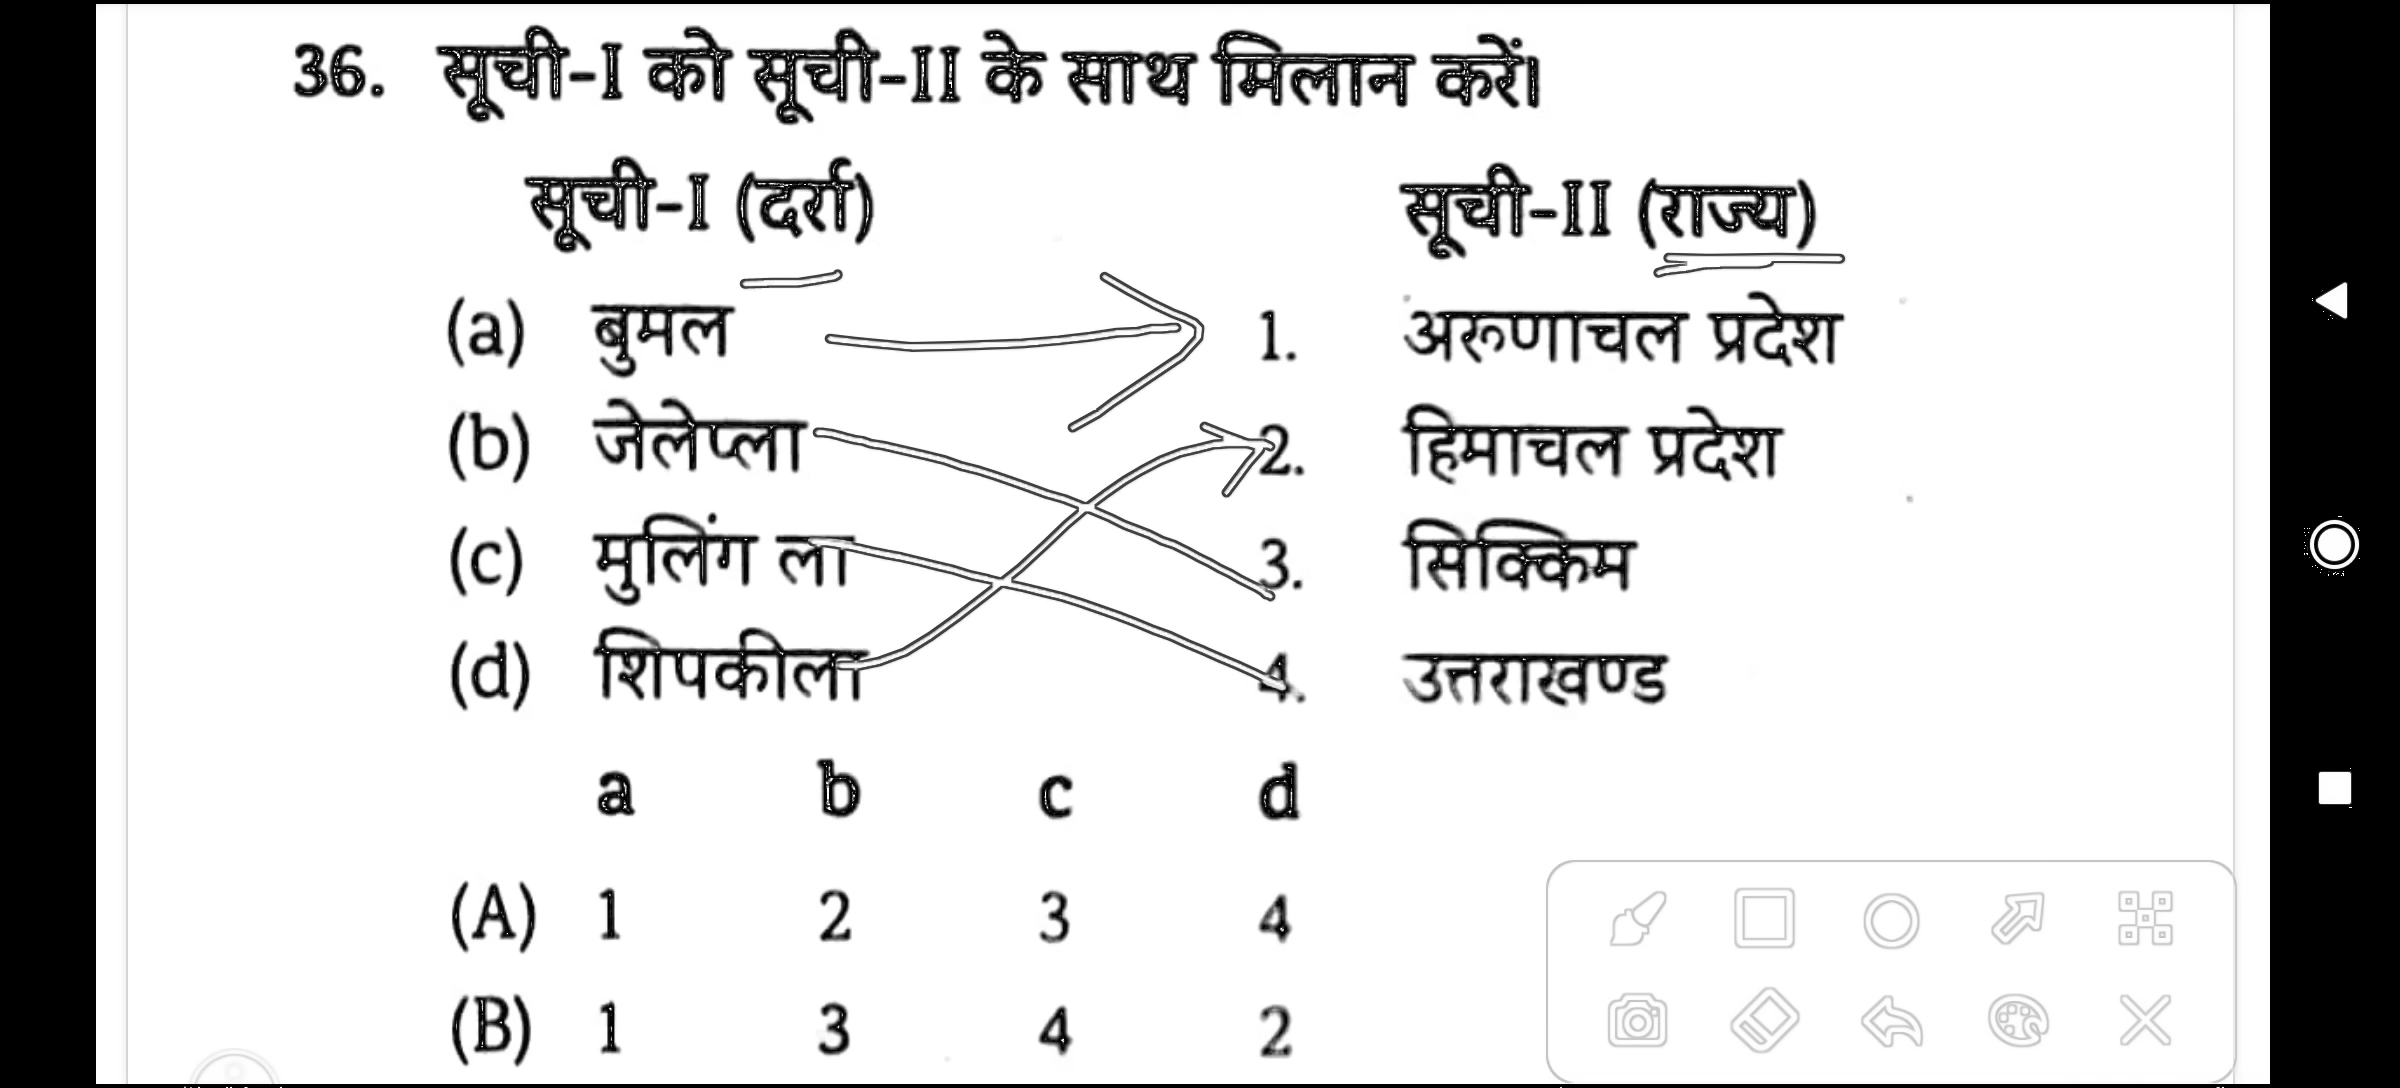 36. सूची-I को सूची-II के साथ मिलान करें।
सूची-I (दर्रा) सूची-II (राज्य)
(a) बुमल 1. अरूणाचल प्रदेश
(b) जेलेप्ला 2. हिमाचल प्रदेश
(c) मुलिंग ला 3. सिक्किम
(d) शिपकीला 4. उत्तराखण्ड
a b c d
(A) 1 2 3 4
(B) 1 3 4 2